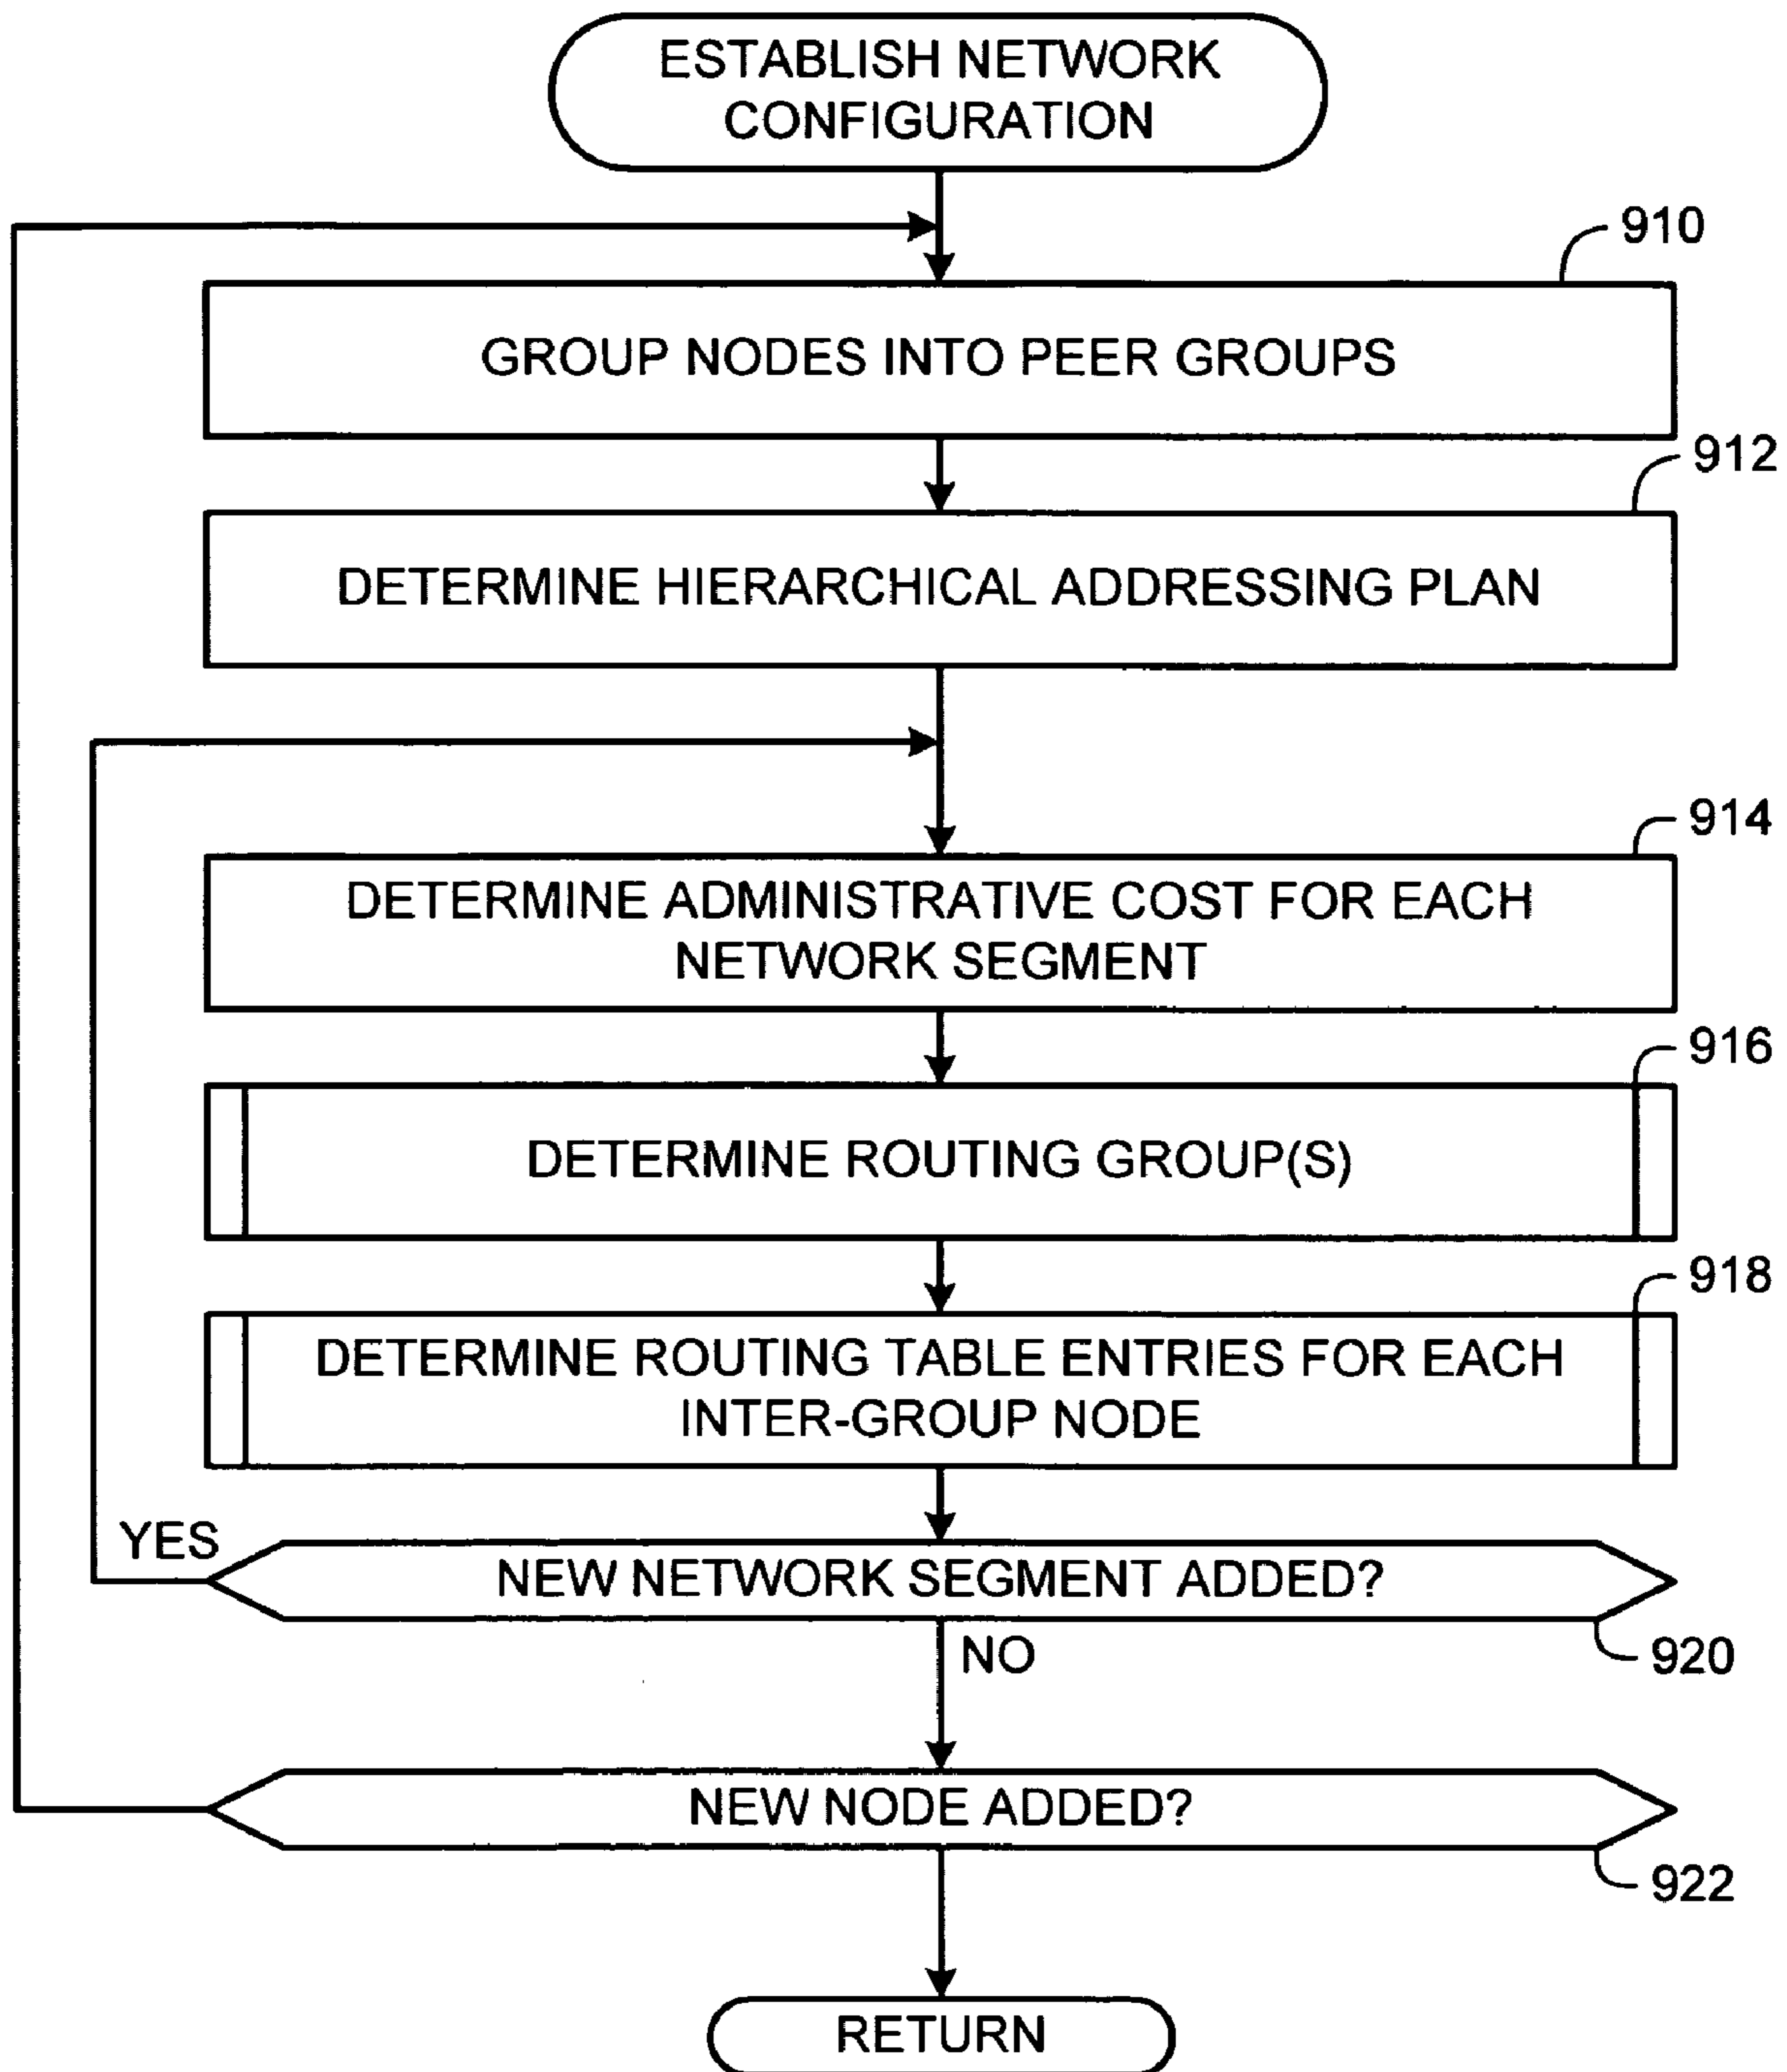 ESTABLISH NETWORK
CONFIGURATION
910
GROUP NODES INTO PEER GROUPS
912
DETERMINE HIERARCHICAL ADDRESSING PLAN
914
DETERMINE ADMINISTRATIVE COST FOR EACH
NETWORK SEGMENT
916
DETERMINE ROUTING GROUP(S)
918
DETERMINE ROUTING TABLE ENTRIES FOR EACH
INTER-GROUP NODE
YES
NEW NETWORK SEGMENT ADDED?
NO
920
NEW NODE ADDED?
922
RETURN